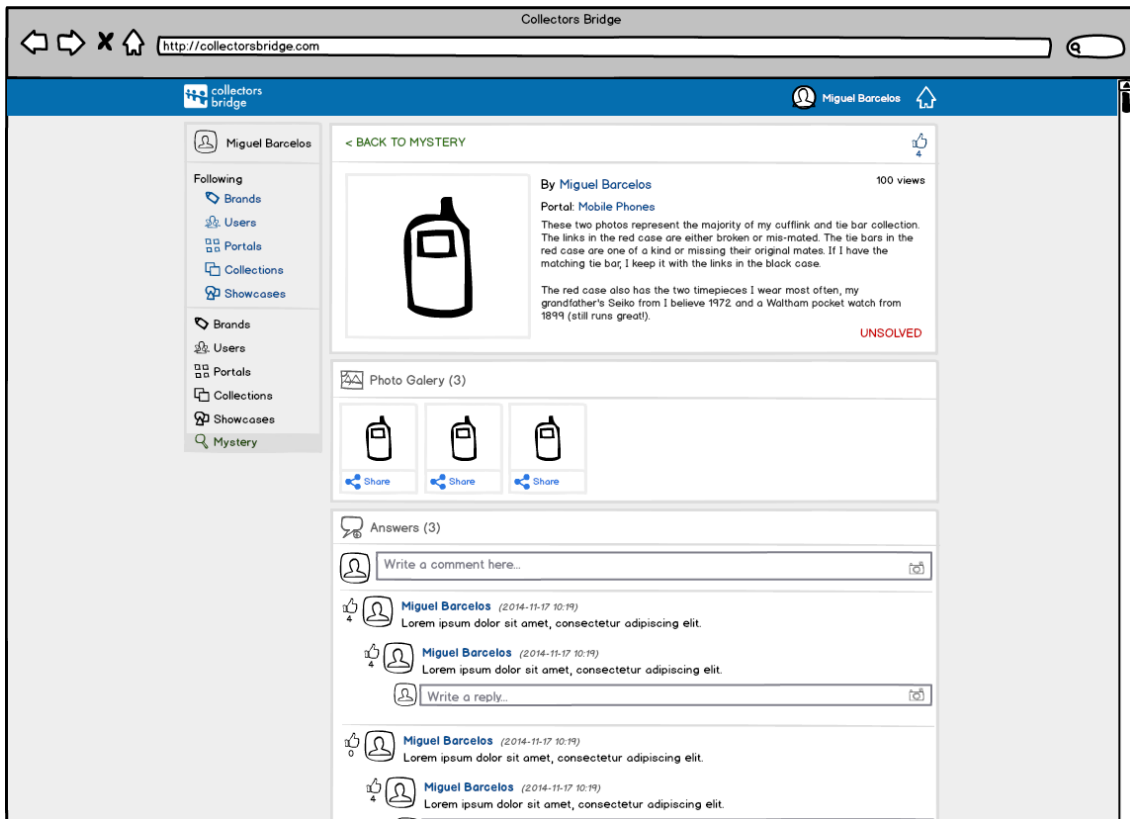 Collectors Bridge
http://collectorsbridge.com
collectors
bridge
Miguel Barcelos
Miguel Barcelos
Following
Brands
Users
Portals
Collections
Showcases
Brands
Users
Portals
Collections
Showcases
Mystery
< BACK TO MYSTERY
4
By Miguel Barcelos
100 views
Portal: Mobile Phones
These two photos represent the majority of my cufflink and tie bar collection.
The links in the red case are either broken or mis-mated. The tie bars in the
red case are one of a kind or missing their original mates. If I have the
matching tie bar, I keep it with the links in the black case.
The red case also has the two timepieces I wear most often, my
grandfather's Seiko from I believe 1972 and a Waltham pocket watch from
1899 (still runs great!).
UNSOLVED
Photo Galery (3)
Share
Share
Share
Answers (3)
Write a comment here...
Miguel Barcelos (2014-11-17 10:19)
4
Lorem ipsum dolor sit amet, consectetur adipiscing elit.
Miguel Barcelos (2014-11-17 10:19)
4
Lorem ipsum dolor sit amet, consectetur adipiscing elit.
Write a reply...
Miguel Barcelos (2014-11-17 10:19)
0
Lorem ipsum dolor sit amet, consectetur adipiscing elit.
Miguel Barcelos (2014-11-17 10:19)
4
Lorem ipsum dolor sit amet, consectetur adipiscing elit.